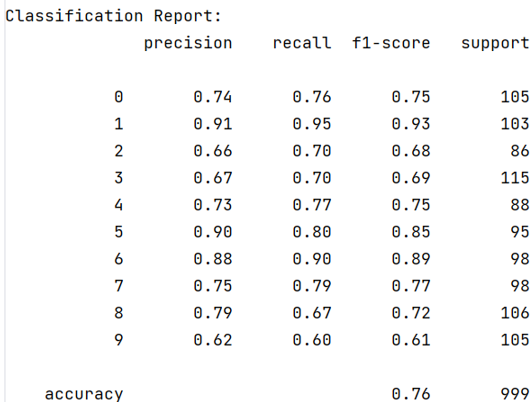 Classification Report:
precision recall f1-score support
0 0.74 0.76 0.75 105
1 0.91 0.95 0.93 103
2 0.66 0.70 0.68 86
3 0.67 0.70 0.69 115
4 0.73 0.77 0.75 88
5 0.90 0.80 0.85 95
6 0.88 0.90 0.89 98
7 0.75 0.79 0.77 98
8 0.79 0.67 0.72 106
9 0.62 0.60 0.61 105
accuracy 0.76 999